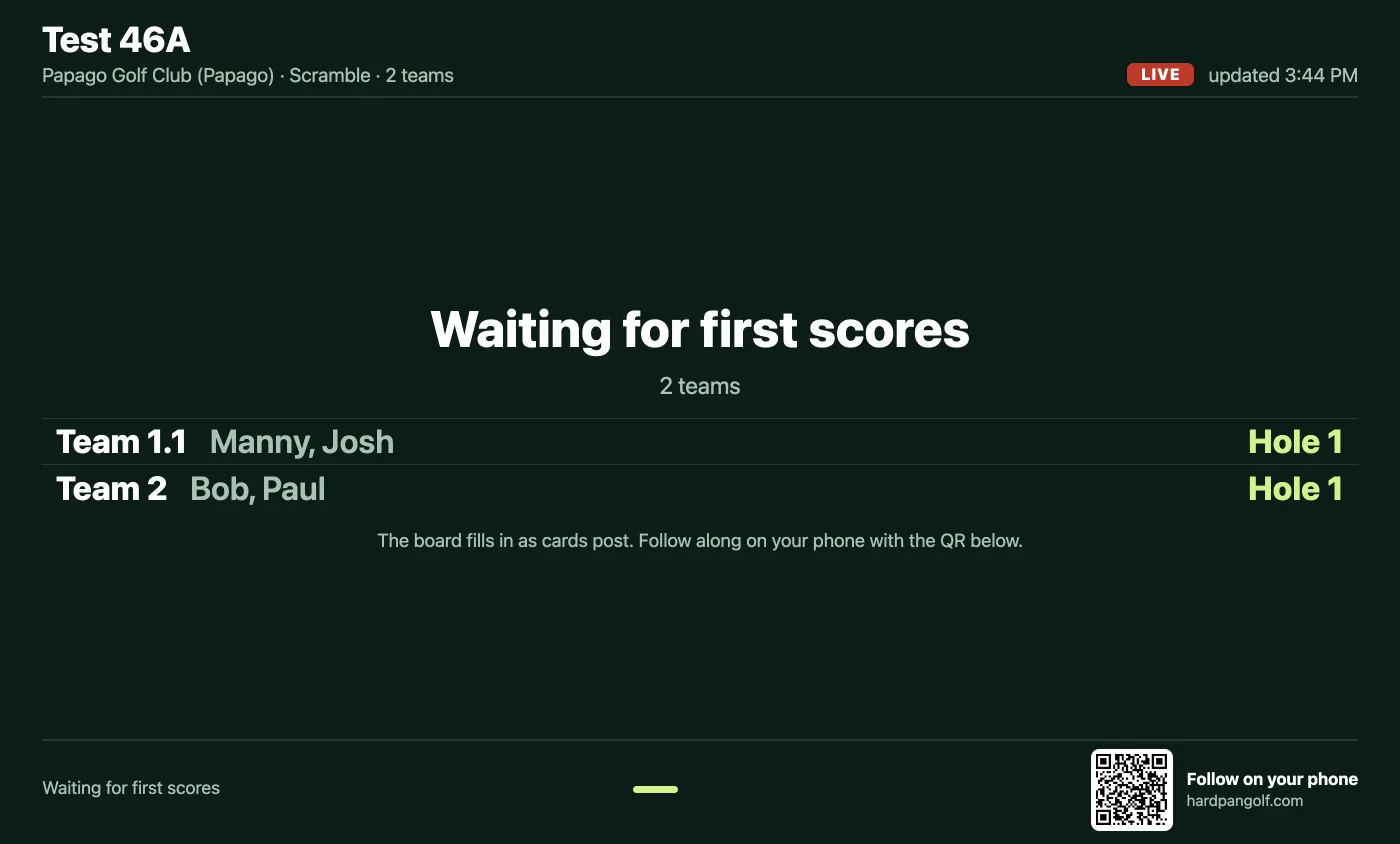 Test 46A
Papago Golf Club (Papago) · Scramble · 2 teams
LIVE updated 3:44 PM
Waiting for first scores
2 teams
Team 1.1 Manny, Josh Hole 1
Team 2 Bob, Paul Hole 1
The board fills in as cards post. Follow along on your phone with the QR below.
Waiting for first scores
Follow on your phone
hardpangolf.com